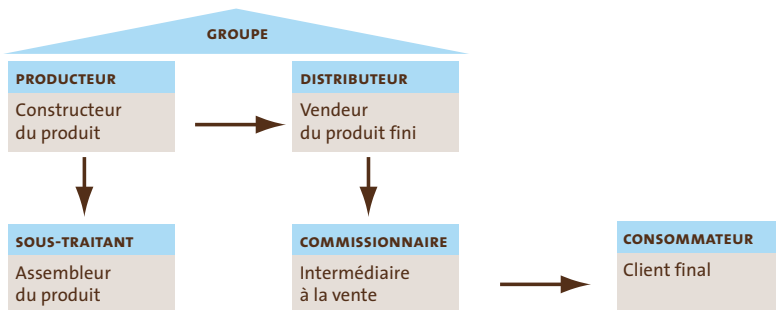 GROUPE
PRODUCTEUR
Constructeur
du produit
DISTRIBUTEUR
Vendeur
du produit fini
SOUS-TRAITANT
Assembleur
du produit
COMMISSIONNAIRE
Intermédiaire
à la vente
CONSOMMATEUR
Client final